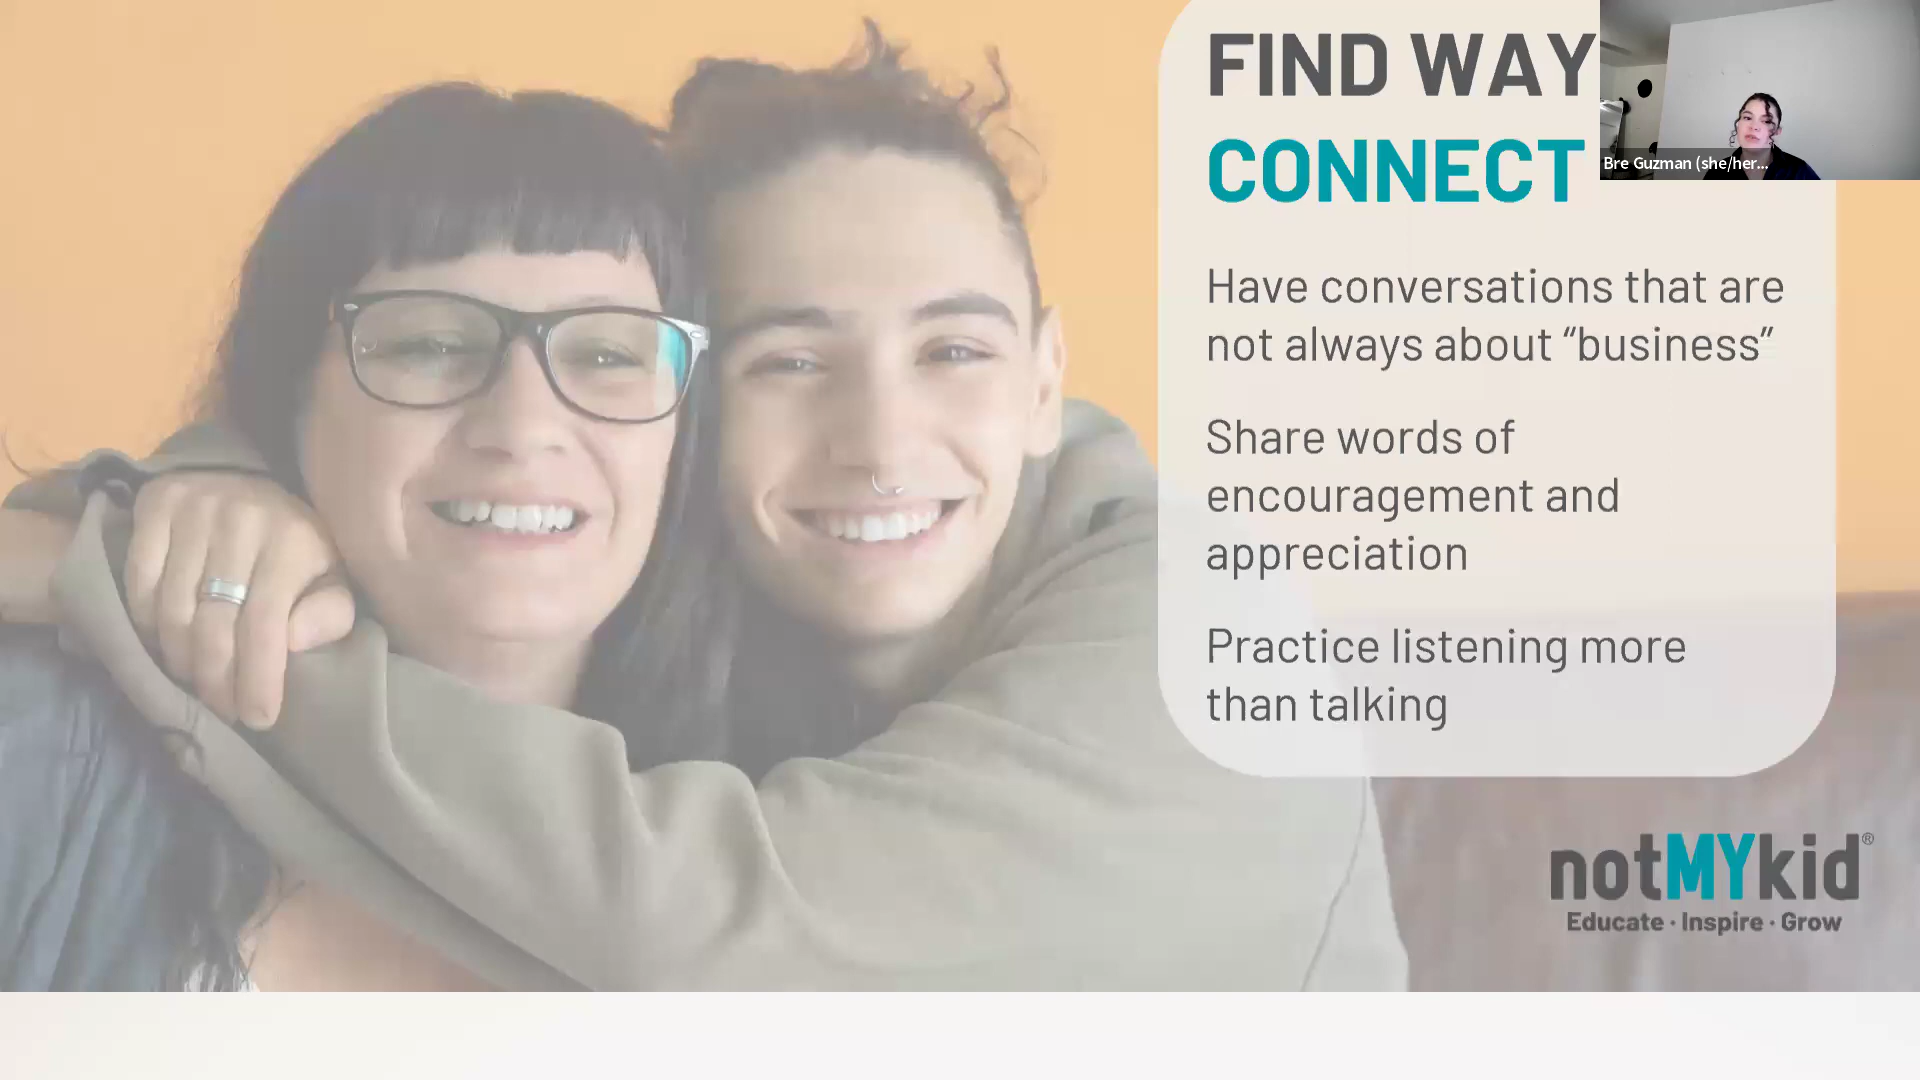 FIND WAY
CONNECT
Bre Guzman (she/her...
Have conversations that are
not always about “business”
Share words of
encouragement and
appreciation
Practice listening more
than talking
notMYkid®
Educate · Inspire · Grow